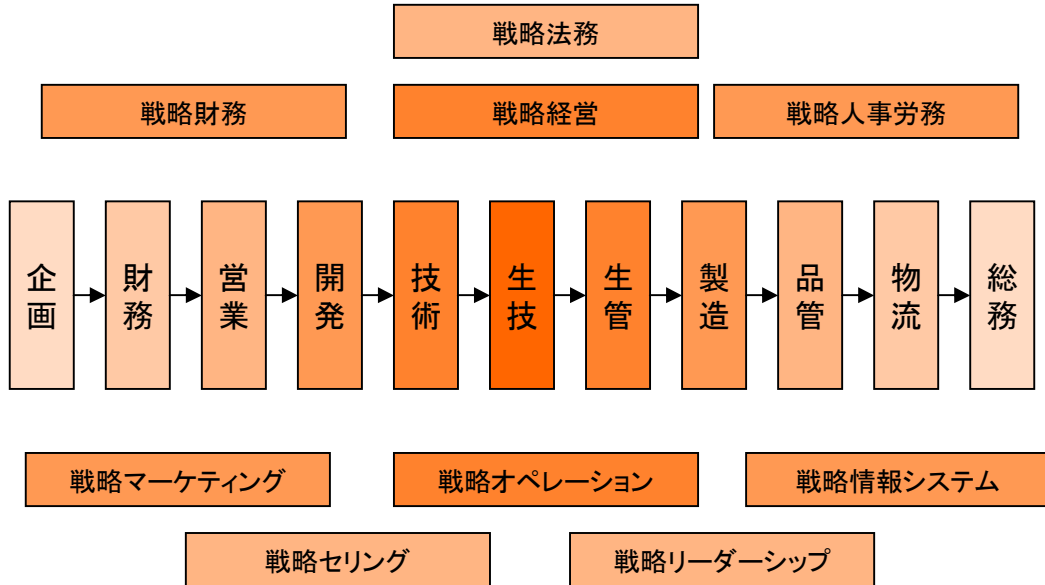 戦略法務
戦略財務
戦略経営
戦略人事労務
企画
財務
営業
開発
技術
生技
生管
製造
品管
物流
総務
戦略マーケティング
戦略オペレーション
戦略情報システム
戦略セリング
戦略リーダーシップ